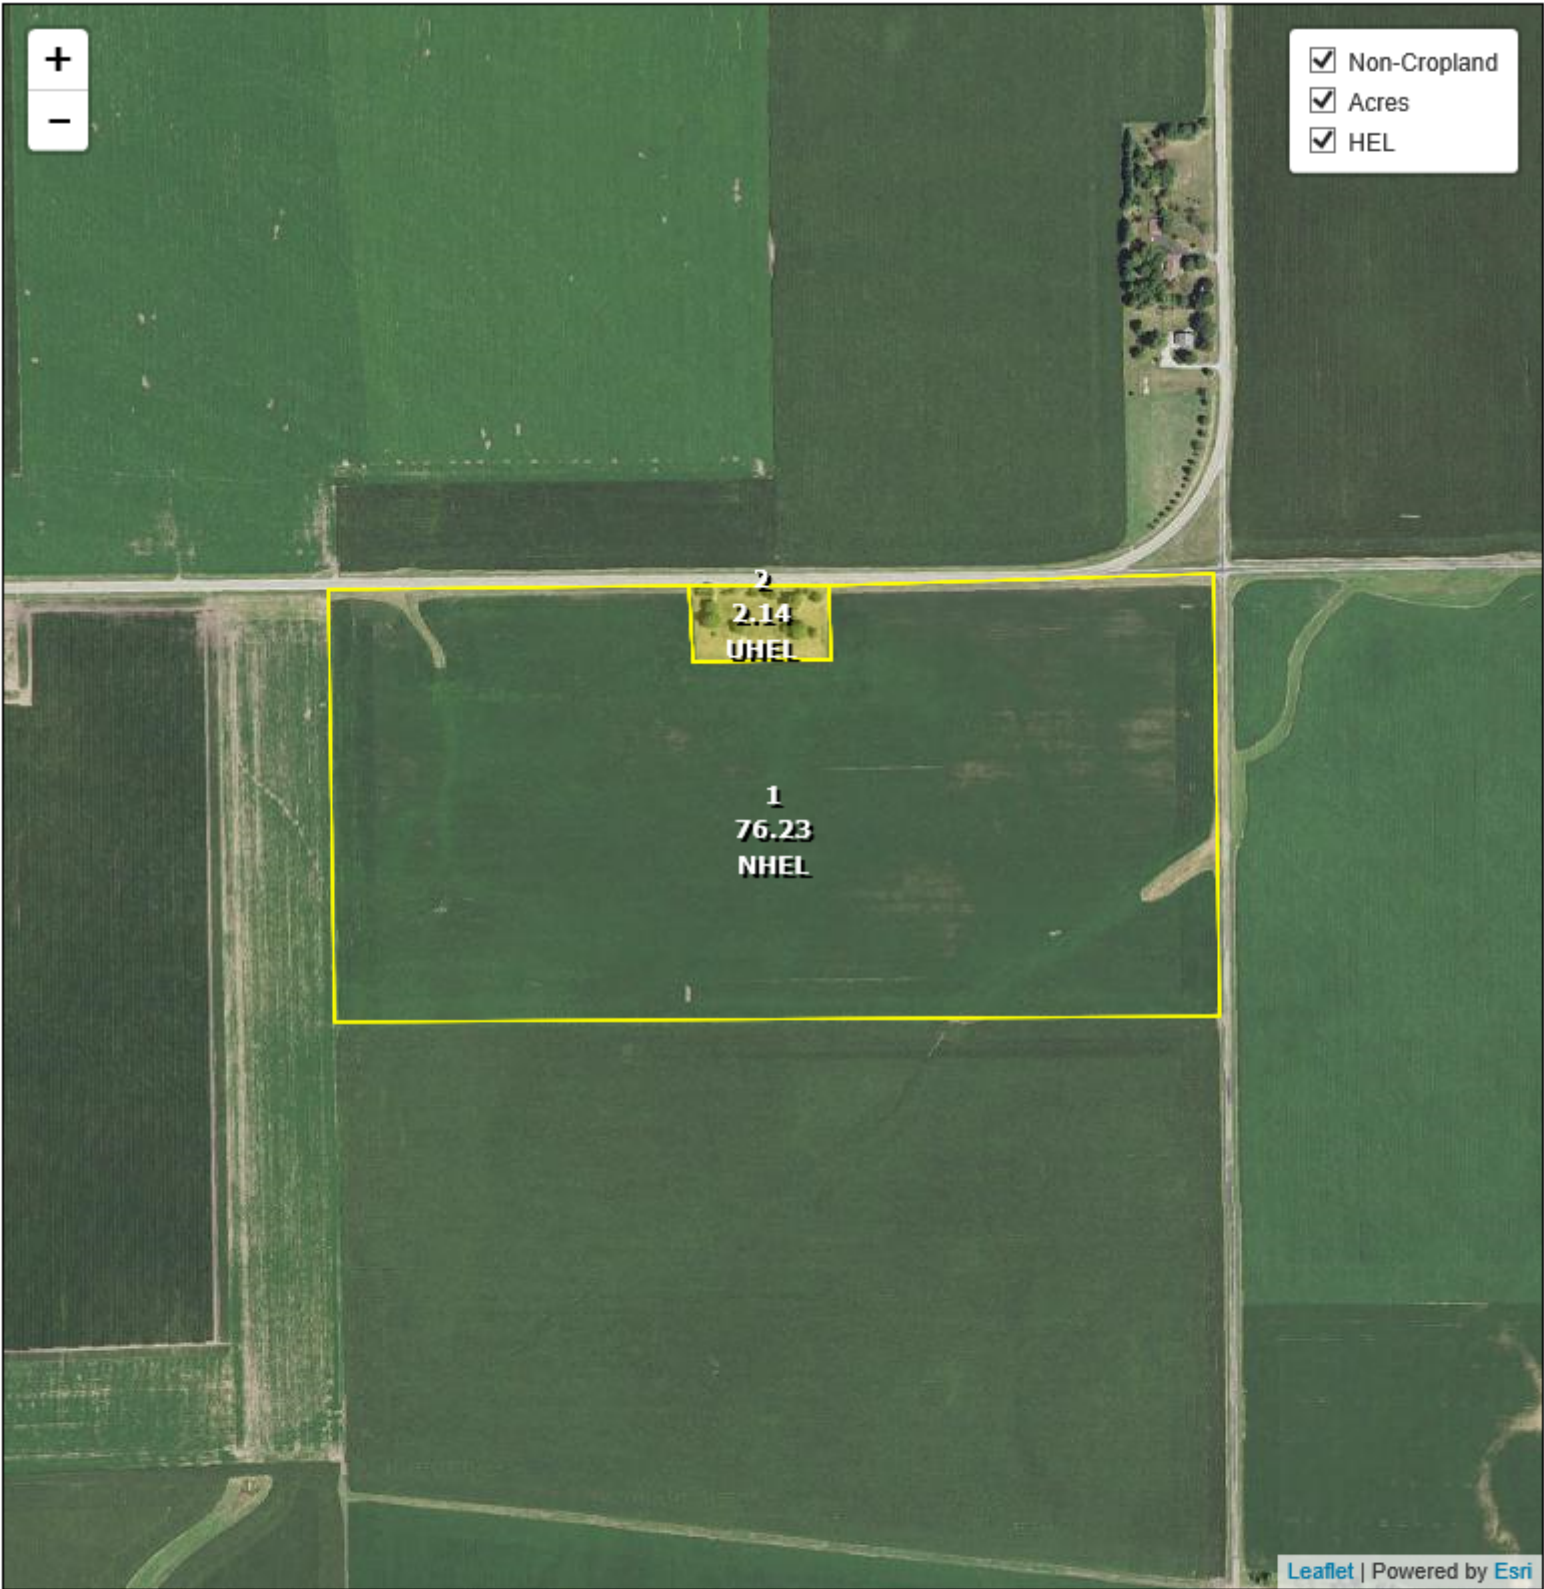 +
−
Non-Cropland
Acres
HEL
2
2.14
UHEL
1
76.23
NHEL
Leaflet | Powered by Esri